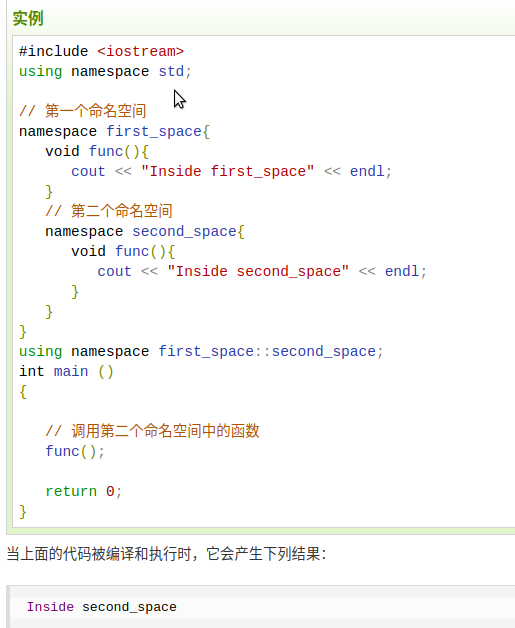 实例
#include <iostream>
using namespace std;
// 第一个命名空间
namespace first_space{
   void func(){
      cout << "Inside first_space" << endl;
   }
   // 第二个命名空间
   namespace second_space{
      void func(){
         cout << "Inside second_space" << endl;
      }
   }
}
using namespace first_space::second_space;
int main ()
{
   // 调用第二个命名空间中的函数
   func();
   return 0;
}
当上面的代码被编译和执行时，它会产生下列结果：
Inside second_space